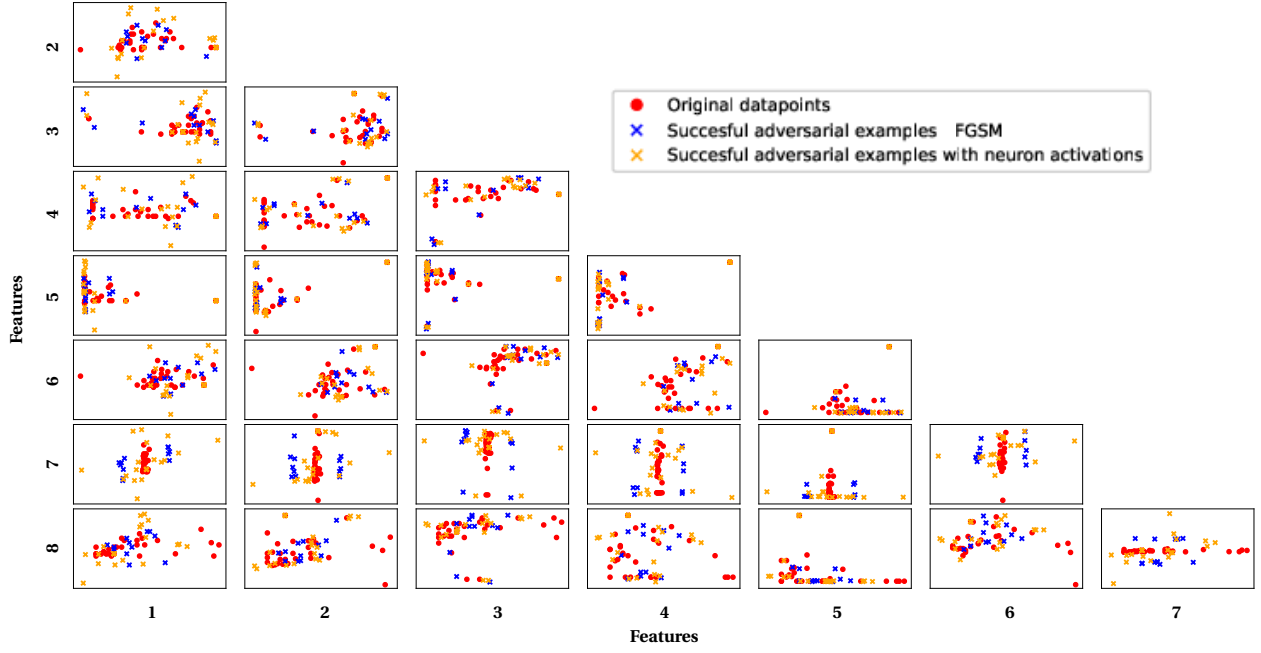 2
3
Original datapoints
Succesful adversarial examples FGSM
Succesful adversarial examples with neuron activations
4
Features
5
6
7
8
1 2 3 4 5 6 7
Features